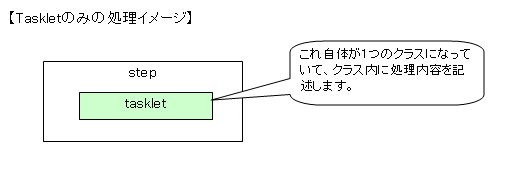 【Taskletのみの処理イメージ】
これ自体が1つのクラスになって
いて、クラス内に処理内容を記
述します。
step
tasklet